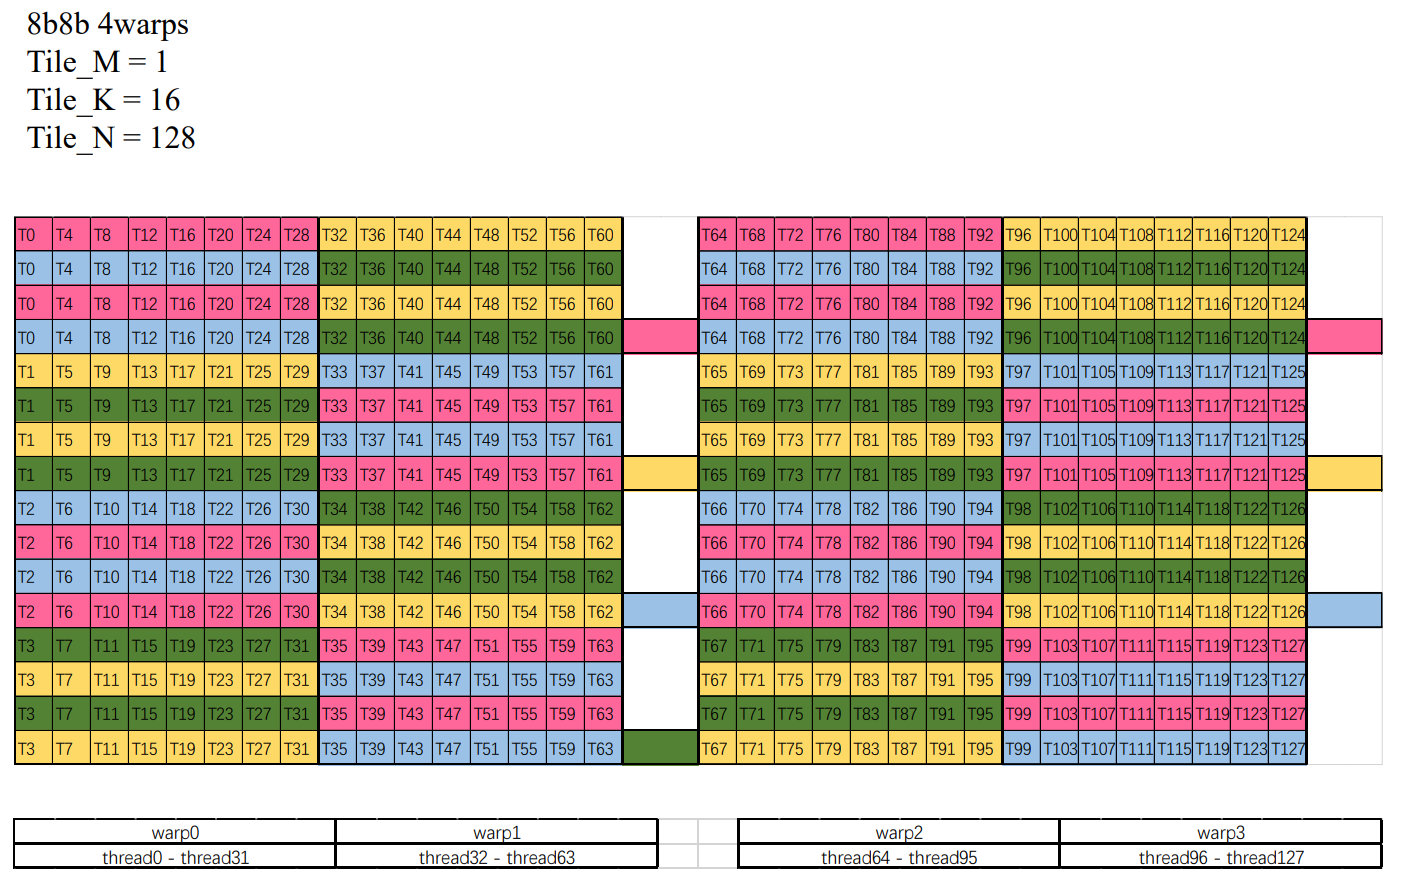 8b8b 4warps
Tile_M = 1
Tile_K = 16
Tile_N = 128
T0 T4 T8 T12 T16 T20 T24 T28 T32 T36 T40 T44 T48 T52 T56 T60 T64 T68 T72 T76 T80 T84 T88 T92 T96 T100 T104 T108 T112 T116 T120 T124
T0 T4 T8 T12 T16 T20 T24 T28 T32 T36 T40 T44 T48 T52 T56 T60 T64 T68 T72 T76 T80 T84 T88 T92 T96 T100 T104 T108 T112 T116 T120 T124
T0 T4 T8 T12 T16 T20 T24 T28 T32 T36 T40 T44 T48 T52 T56 T60 T64 T68 T72 T76 T80 T84 T88 T92 T96 T100 T104 T108 T112 T116 T120 T124
T0 T4 T8 T12 T16 T20 T24 T28 T32 T36 T40 T44 T48 T52 T56 T60 T64 T68 T72 T76 T80 T84 T88 T92 T96 T100 T104 T108 T112 T116 T120 T124
T1 T5 T9 T13 T17 T21 T25 T29 T33 T37 T41 T45 T49 T53 T57 T61 T65 T69 T73 T77 T81 T85 T89 T93 T97 T101 T105 T109 T113 T117 T121 T125
T1 T5 T9 T13 T17 T21 T25 T29 T33 T37 T41 T45 T49 T53 T57 T61 T65 T69 T73 T77 T81 T85 T89 T93 T97 T101 T105 T109 T113 T117 T121 T125
T1 T5 T9 T13 T17 T21 T25 T29 T33 T37 T41 T45 T49 T53 T57 T61 T65 T69 T73 T77 T81 T85 T89 T93 T97 T101 T105 T109 T113 T117 T121 T125
T1 T5 T9 T13 T17 T21 T25 T29 T33 T37 T41 T45 T49 T53 T57 T61 T65 T69 T73 T77 T81 T85 T89 T93 T97 T101 T105 T109 T113 T117 T121 T125
T2 T6 T10 T14 T18 T22 T26 T30 T34 T38 T42 T46 T50 T54 T58 T62 T66 T70 T74 T78 T82 T86 T90 T94 T98 T102 T106 T110 T114 T118 T122 T126
T2 T6 T10 T14 T18 T22 T26 T30 T34 T38 T42 T46 T50 T54 T58 T62 T66 T70 T74 T78 T82 T86 T90 T94 T98 T102 T106 T110 T114 T118 T122 T126
T2 T6 T10 T14 T18 T22 T26 T30 T34 T38 T42 T46 T50 T54 T58 T62 T66 T70 T74 T78 T82 T86 T90 T94 T98 T102 T106 T110 T114 T118 T122 T126
T2 T6 T10 T14 T18 T22 T26 T30 T34 T38 T42 T46 T50 T54 T58 T62 T66 T70 T74 T78 T82 T86 T90 T94 T98 T102 T106 T110 T114 T118 T122 T126
T3 T7 T11 T15 T19 T23 T27 T31 T35 T39 T43 T47 T51 T55 T59 T63 T67 T71 T75 T79 T83 T87 T91 T95 T99 T103 T107 T111 T115 T119 T123 T127
T3 T7 T11 T15 T19 T23 T27 T31 T35 T39 T43 T47 T51 T55 T59 T63 T67 T71 T75 T79 T83 T87 T91 T95 T99 T103 T107 T111 T115 T119 T123 T127
T3 T7 T11 T15 T19 T23 T27 T31 T35 T39 T43 T47 T51 T55 T59 T63 T67 T71 T75 T79 T83 T87 T91 T95 T99 T103 T107 T111 T115 T119 T123 T127
T3 T7 T11 T15 T19 T23 T27 T31 T35 T39 T43 T47 T51 T55 T59 T63 T67 T71 T75 T79 T83 T87 T91 T95 T99 T103 T107 T111 T115 T119 T123 T127
warp0 warp1 warp2 warp3
thread0 - thread31 thread32 - thread63 thread64 - thread95 thread96 - thread127